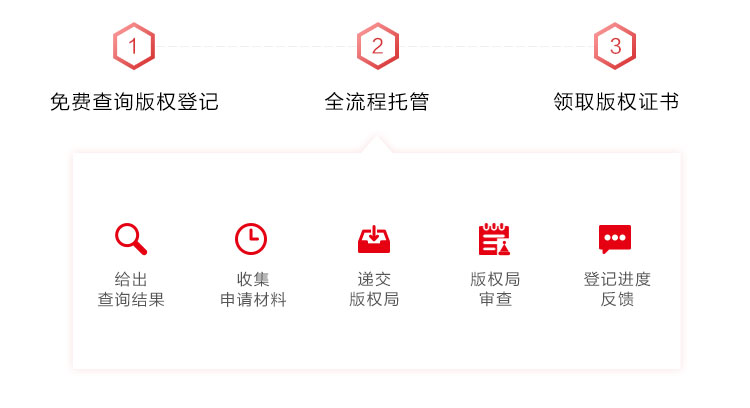 1
2
3
免费查询版权登记
全流程托管
领取版权证书
给出
查询结果
收集
申请材料
递交
版权局
版权局
审查
登记进度
反馈